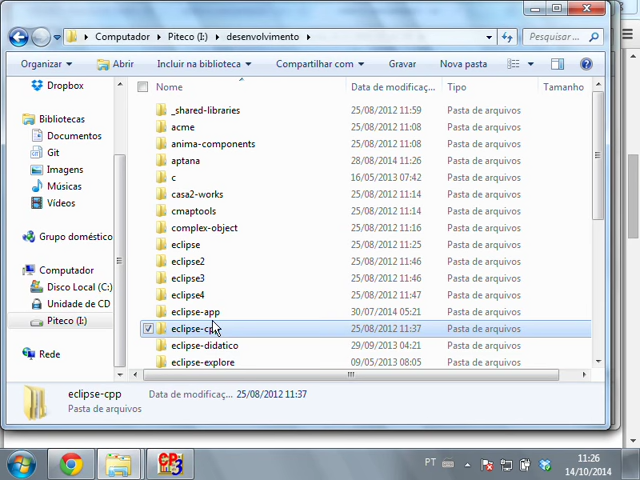 Computador Piteco (I:) desenvolvimento Pesquisar ...
Organizar Abrir Incluir na biblioteca Compartilhar com Gravar Nova pasta
Nome Data de modificaç... Tipo Tamanho
Dropbox
Bibliotecas
Documentos
Git
Imagens
Músicas
Vídeos
Grupo doméstico
Computador
Disco Local (C:)
Unidade de CD
Piteco (I:)
Rede
_shared-libraries 25/08/2012 11:59 Pasta de arquivos
acme 25/08/2012 11:08 Pasta de arquivos
anima-components 25/08/2012 11:08 Pasta de arquivos
aptana 28/08/2014 11:26 Pasta de arquivos
c 16/05/2013 07:42 Pasta de arquivos
casa2-works 25/08/2012 11:14 Pasta de arquivos
cmaptools 25/08/2012 11:14 Pasta de arquivos
complex-object 25/08/2012 11:16 Pasta de arquivos
eclipse 25/08/2012 11:25 Pasta de arquivos
eclipse2 25/08/2012 11:46 Pasta de arquivos
eclipse3 25/08/2012 11:46 Pasta de arquivos
eclipse4 25/08/2012 11:47 Pasta de arquivos
eclipse-app 30/07/2014 05:21 Pasta de arquivos
eclipse-cpp 25/08/2012 11:37 Pasta de arquivos
eclipse-didatico 29/09/2013 04:21 Pasta de arquivos
eclipse-explore 09/05/2013 08:05 Pasta de arquivos
eclipse-cpp Data de modificaç... 25/08/2012 11:37
Pasta de arquivos
PT
11:26
14/10/2014